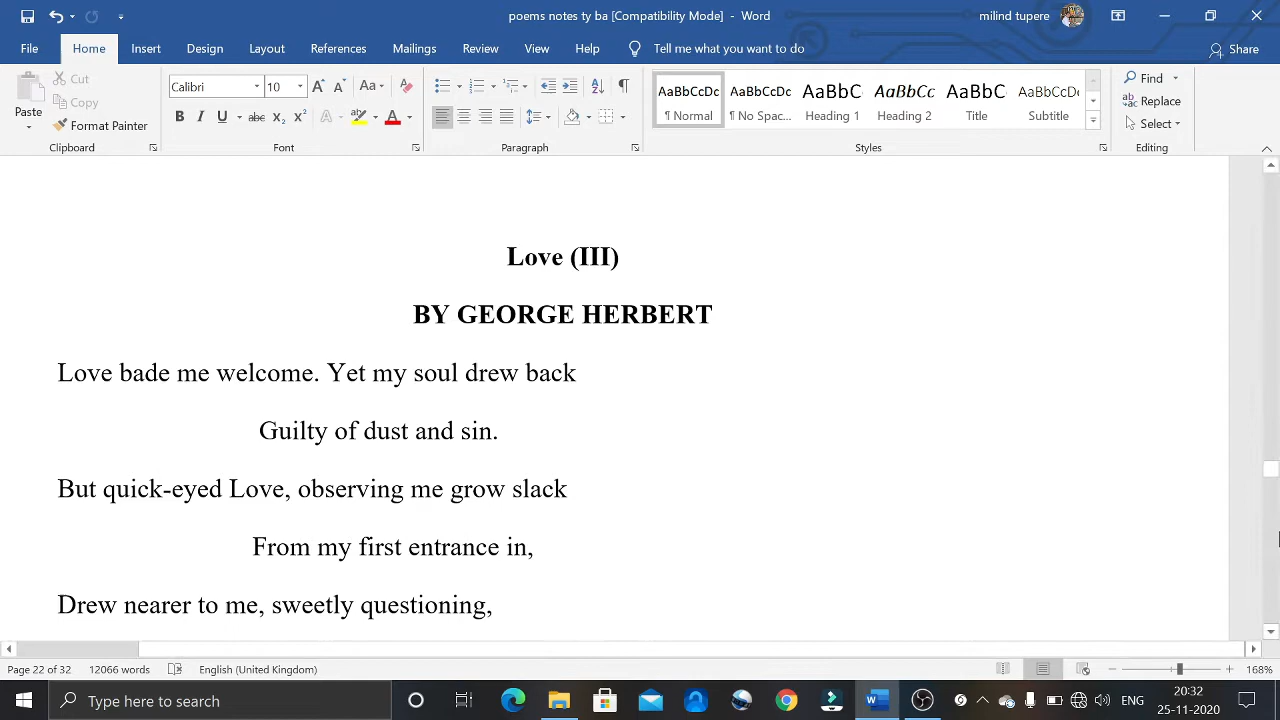 poems notes ty ba [Compatibility Mode] - Word
milind tupere
File Home Insert Design Layout References Mailings Review View Help Tell me what you want to do Share
Paste
Cut
Copy
Format Painter
Clipboard
Calibri 10
Aa
B I U abc x₂ x² A A
Font
Paragraph
AaBbCcDc AaBbCcDc AaBbC AaBbCc AaBbC AaBbCcD
¶ Normal ¶ No Spac... Heading 1 Heading 2 Title Subtitle
Styles
Find
Replace
Select
Editing
Love (III)
BY GEORGE HERBERT
Love bade me welcome. Yet my soul drew back
Guilty of dust and sin.
But quick-eyed Love, observing me grow slack
From my first entrance in,
Drew nearer to me, sweetly questioning,
Page 22 of 32 12066 words English (United Kingdom) 168%
Type here to search
ENG
20:32
25-11-2020